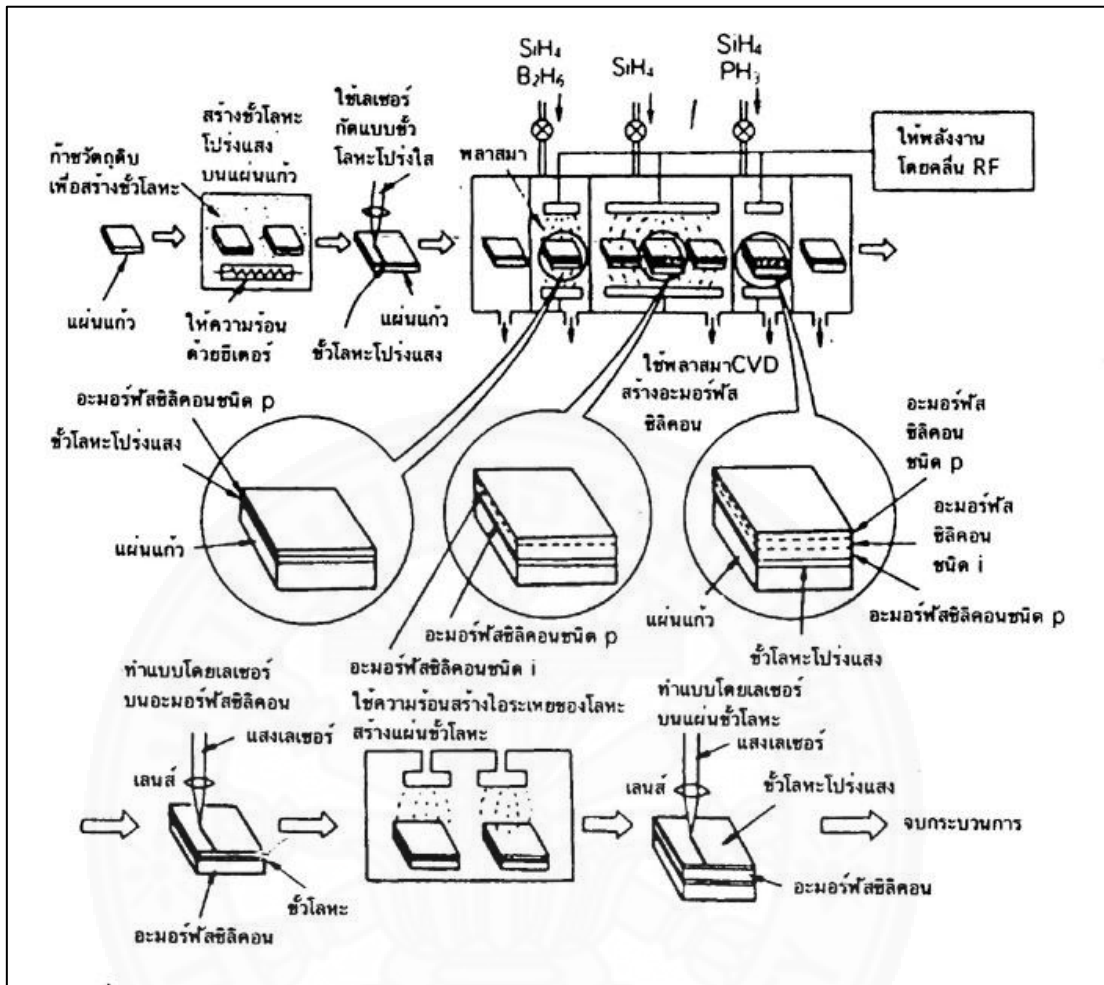 SiH₄
B₂H₆
SiH₄
SiH₄
PH₃
ให้พลังงาน
โดยคลื่น RF
ก๊าซวัตถุดิบ
เพื่อสร้างขั้วโลหะ
สร้างขั้วโลหะ
โปร่งแสง
บนแผ่นแก้ว
ใช้เลเซอร์
กัดแบบขั้ว
โลหะโปร่งใส
พลาสมา
แผ่นแก้ว
ให้ความร้อน
ด้วยฮีเตอร์
แผ่นแก้ว
ขั้วโลหะโปร่งแสง
ใช้พลาสมาCVD
สร้างอะมอร์ฟัส
ซิลิคอน
อะมอร์ฟัสซิลิคอนชนิด p
ขั้วโลหะโปร่งแสง
แผ่นแก้ว
อะมอร์ฟัสซิลิคอนชนิด p
อะมอร์ฟัสซิลิคอนชนิด i
อะมอร์ฟัส
ซิลิคอน
ชนิด p
อะมอร์ฟัส
ซิลิคอน
ชนิด i
อะมอร์ฟัสซิลิคอนชนิด p
แผ่นแก้ว
ขั้วโลหะโปร่งแสง
ทำแบบโดยเลเซอร์
บนอะมอร์ฟัสซิลิคอน
แสงเลเซอร์
เลนส์
ขั้วโลหะ
อะมอร์ฟัสซิลิคอน
ใช้ความร้อนสร้างไอระเหยของโลหะ
สร้างแผ่นขั้วโลหะ
ทำแบบโดยเลเซอร์
บนแผ่นขั้วโลหะ
แสงเลเซอร์
เลนส์
ขั้วโลหะโปร่งแสง
อะมอร์ฟัสซิลิคอน
จบกระบวนการ